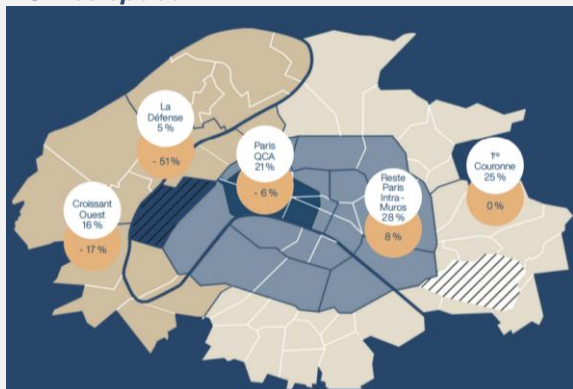 La
Défense
5 %
- 51 %
Paris
QCA
21 %
- 6 %
1re
Couronne
25 %
0 %
Reste
Paris
Intra-
Muros
28 %
8 %
Croissant
Ouest
16 %
- 17 %